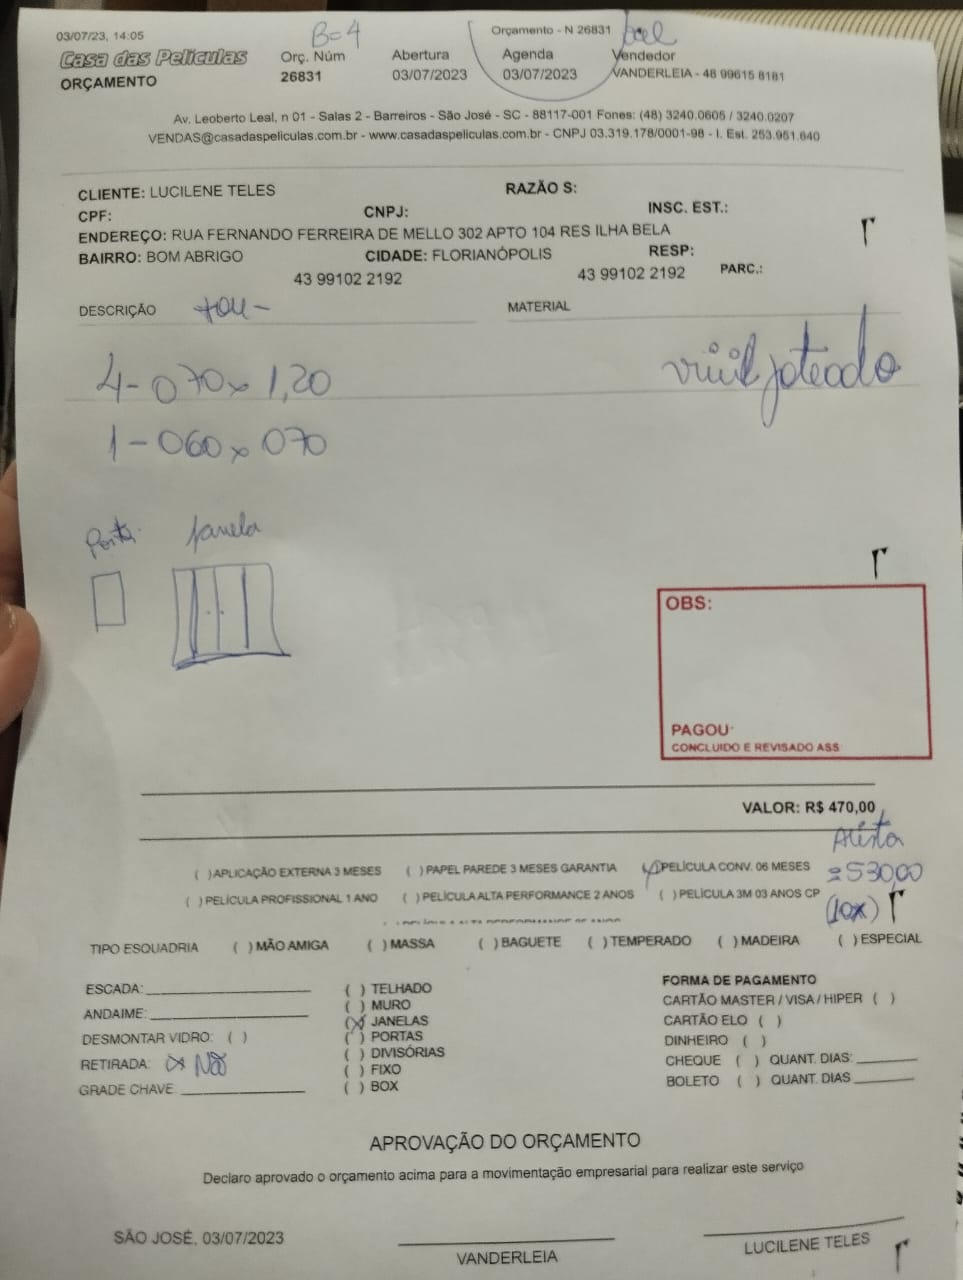 03/07/23, 14:05
B=4
Orçamento - N 26831
Casa das Películas
Orç. Núm
Abertura
Agenda
Vendedor
ORÇAMENTO
26831
03/07/2023
03/07/2023
VANDERLEIA - 48 99615 8181
Av. Leoberto Leal, n 01 - Salas 2 - Barreiros - São José - SC - 88117-001 Fones: (48) 3240.0605 / 3240.0207
VENDAS@casadaspeliculas.com.br - www.casadaspeliculas.com.br - CNPJ 03.319.178/0001-98 - I. Est. 253.951.640
CLIENTE: LUCILENE TELES
RAZÃO S:
CPF:
CNPJ:
INSC. EST.:
ENDEREÇO: RUA FERNANDO FERREIRA DE MELLO 302 APTO 104 RES ILHA BELA
BAIRRO: BOM ABRIGO
CIDADE: FLORIANÓPOLIS
RESP:
43 99102 2192
43 99102 2192
PARC.:
DESCRIÇÃO
MATERIAL
4 - 070 x 1,20
jateado
1 - 060 x 070
Porta
Janela
OBS:
PAGOU
CONCLUIDO E REVISADO ASS
VALOR: R$ 470,00
( )APLICAÇÃO EXTERNA 3 MESES ( ) PAPEL PAREDE 3 MESES GARANTIA ( )PELÍCULA CONV. 06 MESES
53000
( ) PELÍCULA PROFISSIONAL 1 ANO ( ) PELÍCULA ALTA PERFORMANCE 2 ANOS ( ) PELÍCULA 3M 03 ANOS CP
(10x)
TIPO ESQUADRIA ( ) MÃO AMIGA ( ) MASSA ( ) BAGUETE ( ) TEMPERADO ( ) MADEIRA ( ) ESPECIAL
ESCADA:
( ) TELHADO
FORMA DE PAGAMENTO
ANDAIME:
( ) MURO
CARTÃO MASTER / VISA / HIPER ( )
DESMONTAR VIDRO: ( )
(X) JANELAS
CARTÃO ELO ( )
( ) PORTAS
DINHEIRO ( )
RETIRADA: (x Não
( ) DIVISÓRIAS
CHEQUE ( ) QUANT. DIAS:
GRADE CHAVE
( ) FIXO
BOLETO ( ) QUANT. DIAS
( ) BOX
APROVAÇÃO DO ORÇAMENTO
Declaro aprovado o orçamento acima para a movimentação empresarial para realizar este serviço
SÃO JOSÉ, 03/07/2023
VANDERLEIA
LUCILENE TELES